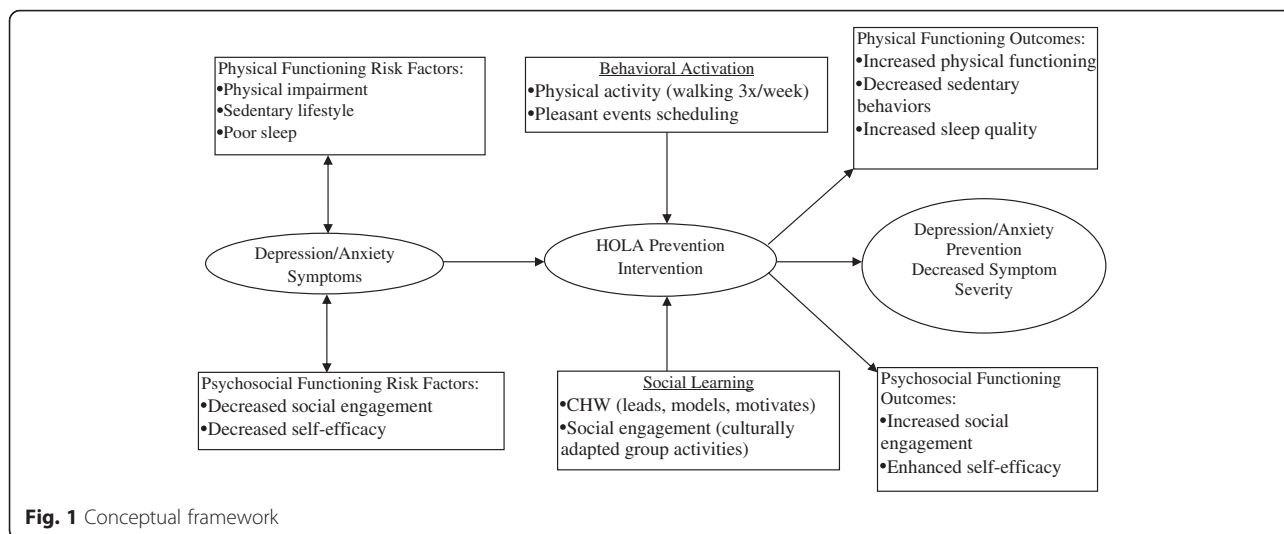 Physical Functioning Risk Factors:
•Physical impairment
•Sedentary lifestyle
•Poor sleep
Behavioral Activation
•Physical activity (walking 3x/week)
•Pleasant events scheduling
Physical Functioning Outcomes:
•Increased physical functioning
•Decreased sedentary
behaviors
•Increased sleep quality
Depression/Anxiety
Symptoms
HOLA Prevention
Intervention
Depression/Anxiety
Prevention
Decreased Symptom
Severity
Psychosocial Functioning Risk Factors:
•Decreased social engagement
•Decreased self-efficacy
Social Learning
•CHW (leads, models, motivates)
•Social engagement (culturally
adapted group activities)
Psychosocial Functioning
Outcomes:
•Increased social
engagement
•Enhanced self-efficacy
Fig. 1 Conceptual framework